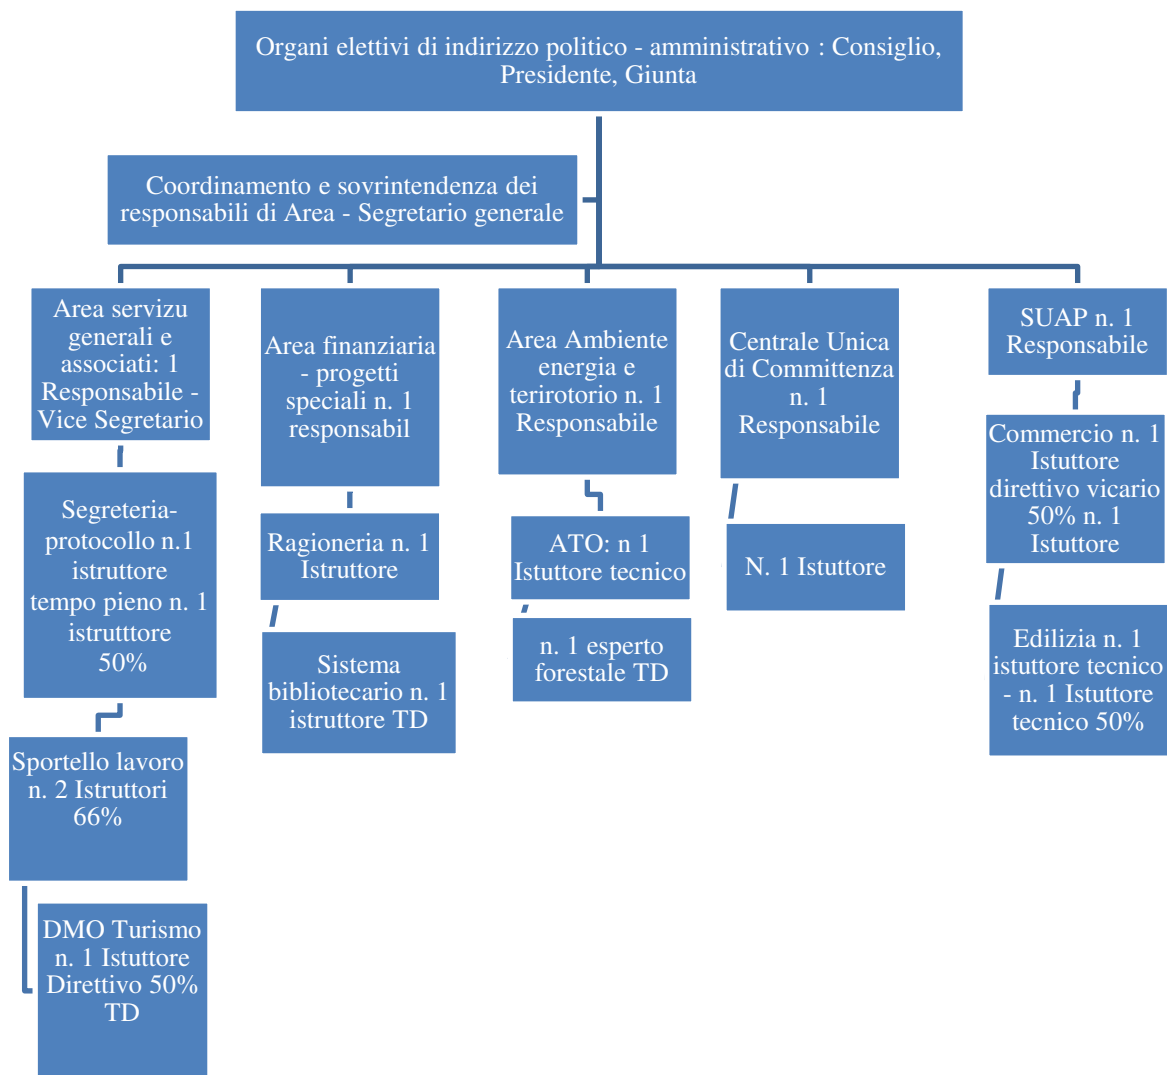 Organi elettivi di indirizzo politico - amministrativo : Consiglio,
Presidente, Giunta
Coordinamento e sovrintendenza dei
responsabili di Area - Segretario generale
Area servizu
generali e
associati: 1
Responsabile -
Vice Segretario
Segreteria-
protocollo n.1
istruttore
tempo pieno n. 1
istrutttore
50%
Sportello lavoro
n. 2 Istruttori
66%
DMO Turismo
n. 1 Istuttore
Direttivo 50%
TD
Area finanziaria
- progetti
speciali n. 1
responsabil
Ragioneria n. 1
Istruttore
Sistema
bibliotecario n. 1
istruttore TD
Area Ambiente
energia e
terirotorio n. 1
Responsabile
ATO: n 1
Istuttore tecnico
n. 1 esperto
forestale TD
Centrale Unica
di Committenza
n. 1
Responsabile
N. 1 Istuttore
SUAP n. 1
Responsabile
Commercio n. 1
Istuttore
direttivo vicario
50% n. 1
Istuttore
Edilizia n. 1
istuttore tecnico
- n. 1 Istuttore
tecnico 50%